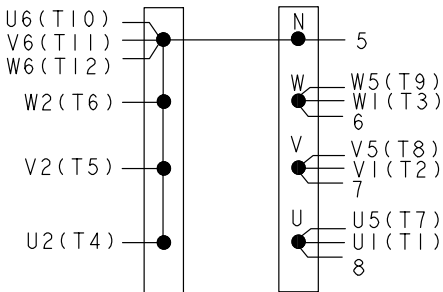 U6(T10)
V6(T11)
W6(T12)
W2(T6)
V2(T5)
U2(T4)
N
5
W
W5(T9)
W1(T3)
6
V
V5(T8)
V1(T2)
7
U
U5(T7)
U1(T1)
8